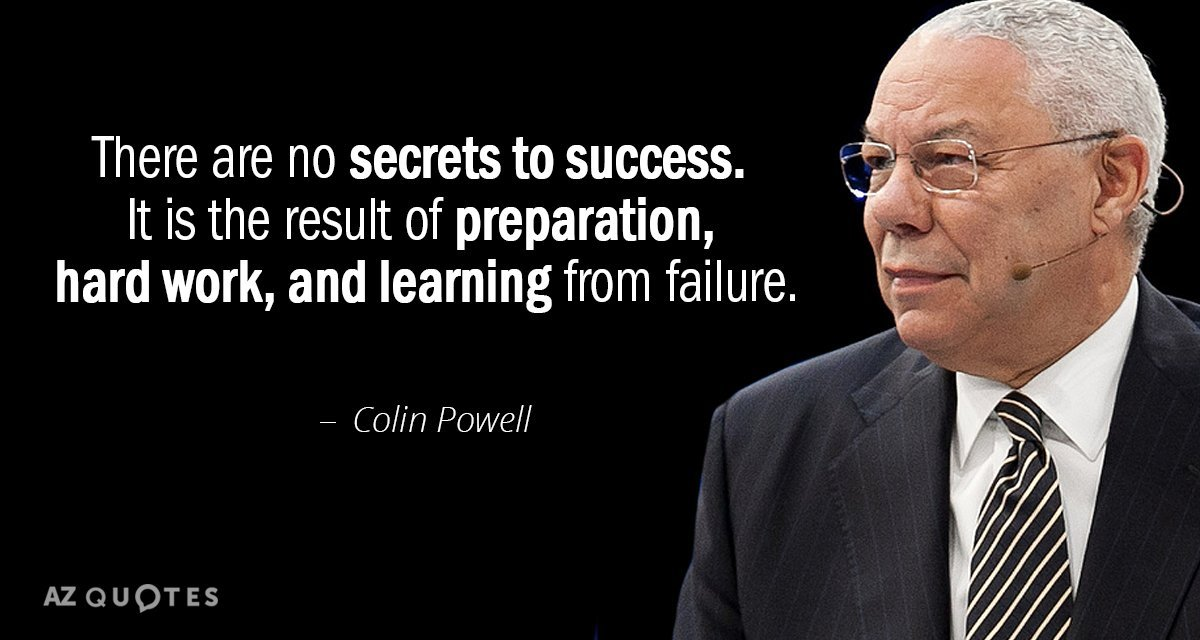 There are no secrets to success.
It is the result of preparation,
hard work, and learning from failure.
– Colin Powell
AZ QUOTES